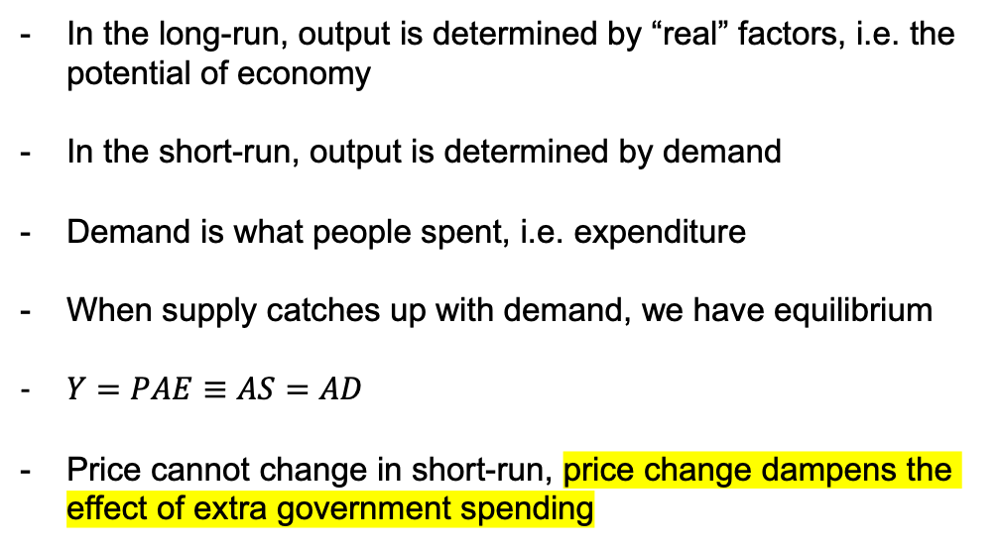 - In the long-run, output is determined by “real” factors, i.e. the
potential of economy
- In the short-run, output is determined by demand
- Demand is what people spent, i.e. expenditure
- When supply catches up with demand, we have equilibrium
- Y = PAE ≡ AS = AD
- Price cannot change in short-run, price change dampens the
effect of extra government spending